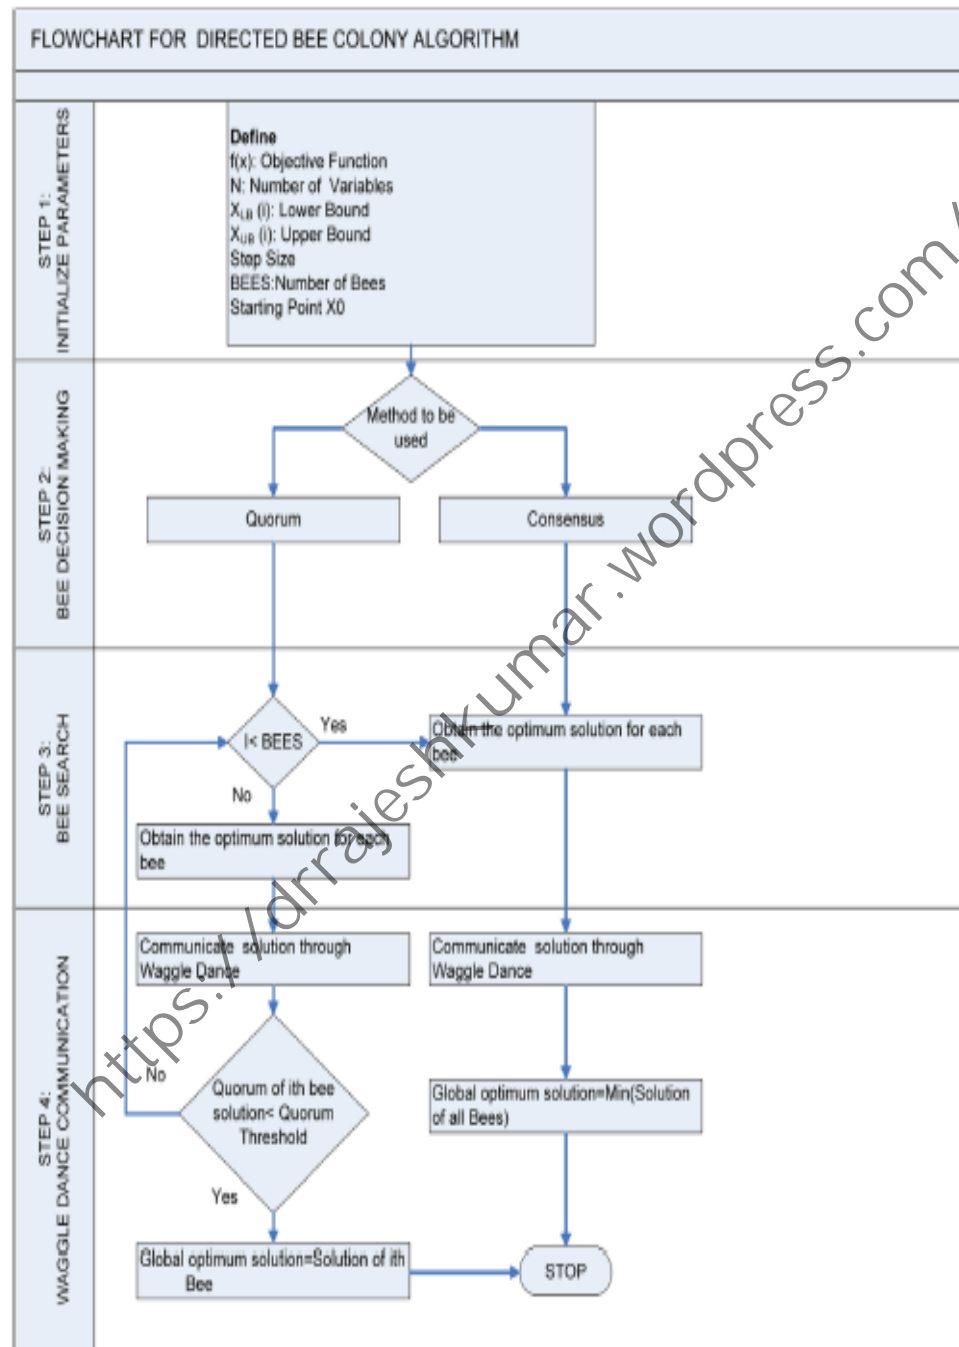 FLOWCHART FOR DIRECTED BEE COLONY ALGORITHM
STEP 1:
INITIALIZE PARAMETERS
Define
f(x): Objective Function
N: Number of Variables
X_LB (i): Lower Bound
X_UB (i): Upper Bound
Step Size
BEES:Number of Bees
Starting Point X0
STEP 2:
BEE DECISION MAKING
Method to be
used
Quorum
Consensus
STEP 3:
BEE SEARCH
I< BEES
Yes
No
Obtain the optimum solution for each
bee
Obtain the optimum solution for each
bee
STEP 4:
WAGGLE DANCE COMMUNICATION
Communicate solution through
Waggle Dance
Communicate solution through
Waggle Dance
No
Quorum of ith bee
solution< Quorum
Threshold
Yes
Global optimum solution=Min(Solution
of all Bees)
Global optimum solution=Solution of ith
Bee
STOP
https://drrajeshkumar.wordpress.com/